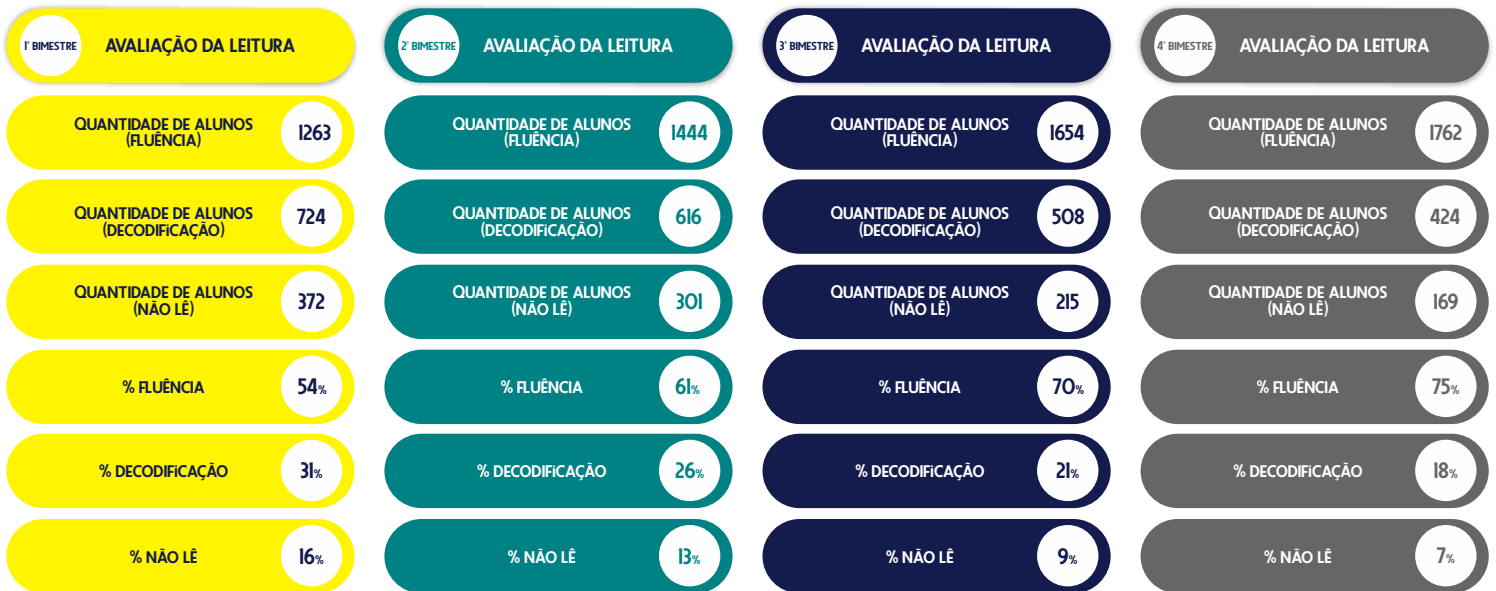 1° BIMESTRE
AVALIAÇÃO DA LEITURA
QUANTIDADE DE ALUNOS
(FLUÊNCIA)
1263
QUANTIDADE DE ALUNOS
(DECODIFiCAÇÃO)
724
QUANTIDADE DE ALUNOS
(NÃO LÊ)
372
% FLUÊNCIA
54%
% DECODIFiCAÇÃO
31%
% NÃO LÊ
16%
2° BIMESTRE
AVALIAÇÃO DA LEITURA
QUANTIDADE DE ALUNOS
(FLUÊNCIA)
1444
QUANTIDADE DE ALUNOS
(DECODIFiCAÇÃO)
616
QUANTIDADE DE ALUNOS
(NÃO LÊ)
301
% FLUÊNCIA
61%
% DECODIFiCAÇÃO
26%
% NÃO LÊ
13%
3° BIMESTRE
AVALIAÇÃO DA LEITURA
QUANTIDADE DE ALUNOS
(FLUÊNCIA)
1654
QUANTIDADE DE ALUNOS
(DECODIFiCAÇÃO)
508
QUANTIDADE DE ALUNOS
(NÃO LÊ)
215
% FLUÊNCIA
70%
% DECODIFiCAÇÃO
21%
% NÃO LÊ
9%
4° BIMESTRE
AVALIAÇÃO DA LEITURA
QUANTIDADE DE ALUNOS
(FLUÊNCIA)
1762
QUANTIDADE DE ALUNOS
(DECODIFiCAÇÃO)
424
QUANTIDADE DE ALUNOS
(NÃO LÊ)
169
% FLUÊNCIA
75%
% DECODIFiCAÇÃO
18%
% NÃO LÊ
7%